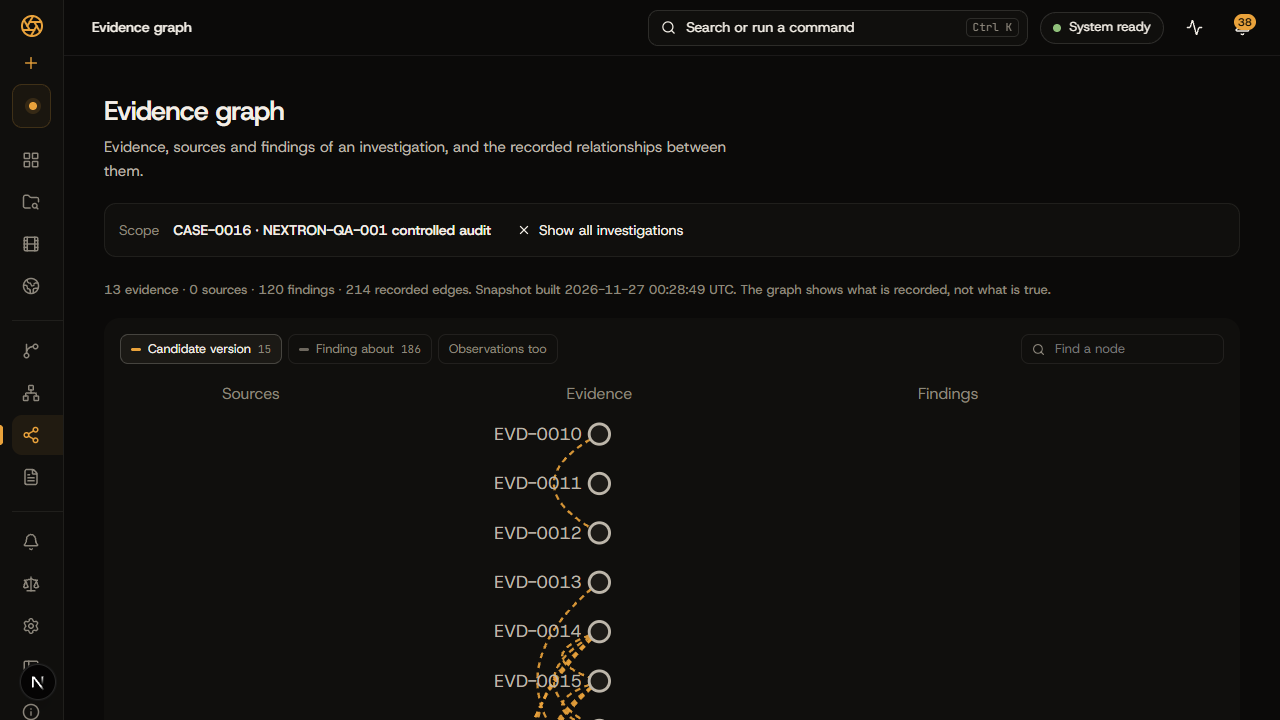 Evidence graph
Search or run a command
Ctrl K
System ready
38
Evidence graph
Evidence, sources and findings of an investigation, and the recorded relationships between
them.
Scope CASE-0016 · NEXTRON-QA-001 controlled audit × Show all investigations
13 evidence · 0 sources · 120 findings · 214 recorded edges. Snapshot built 2026-11-27 00:28:49 UTC. The graph shows what is recorded, not what is true.
Candidate version 15
Finding about 186
Observations too
Find a node
Sources
Evidence
Findings
EVD-0010
EVD-0011
EVD-0012
EVD-0013
EVD-0014
EVD-0015
N